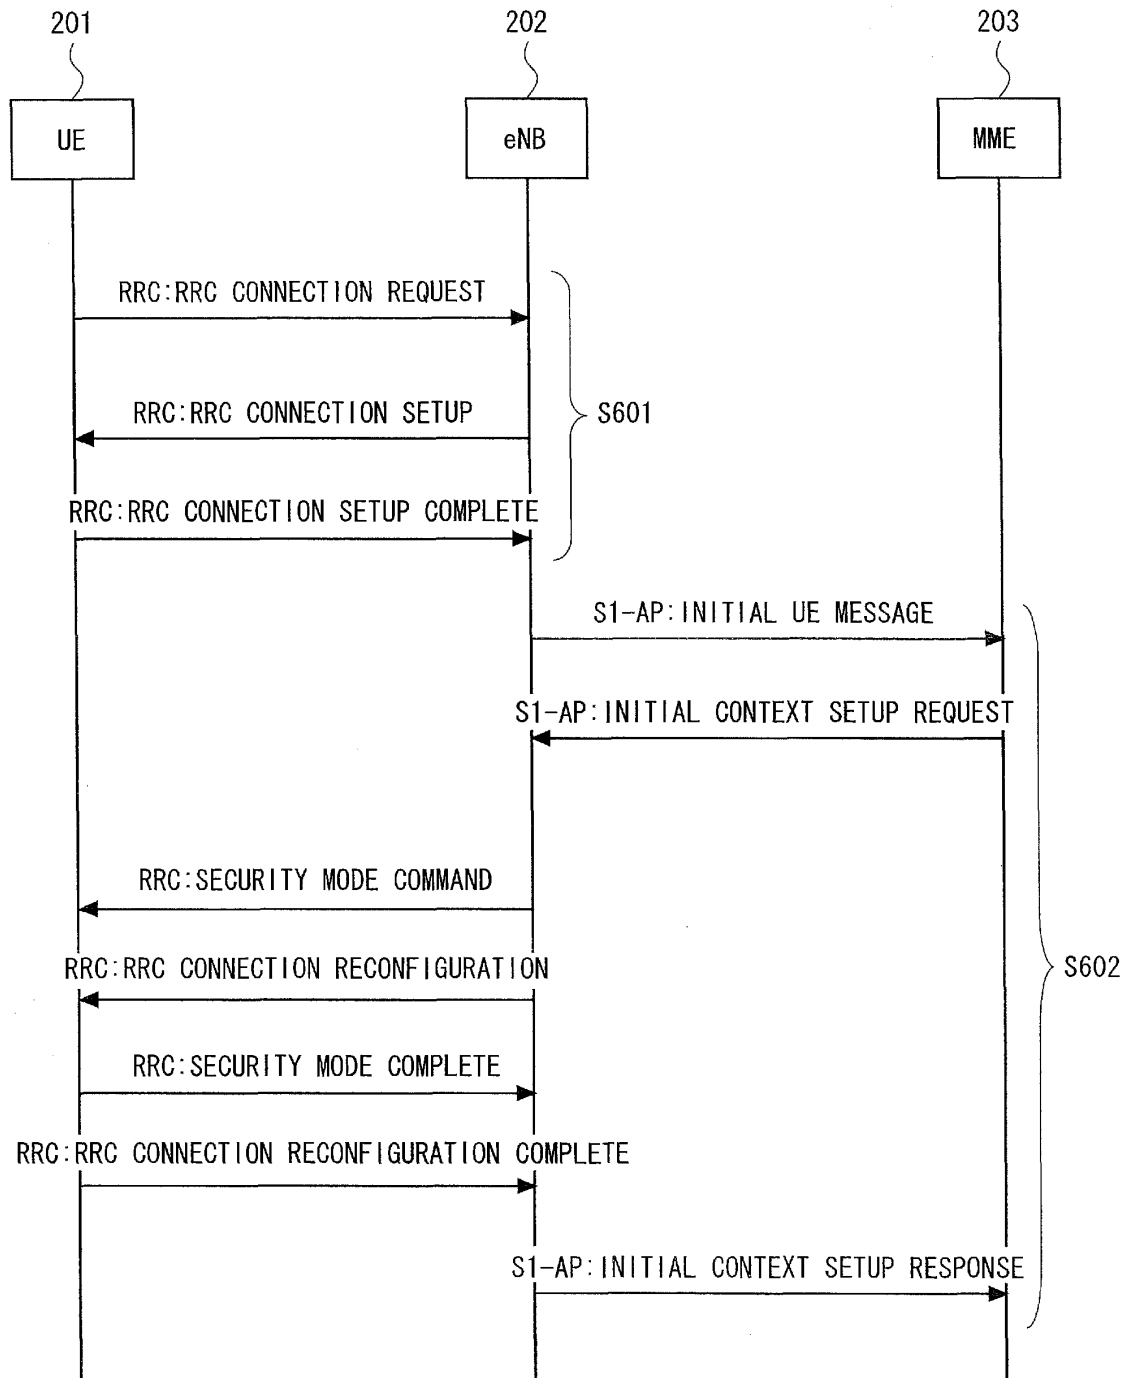 201
202
203
UE
eNB
MME
RRC:RRC CONNECTION REQUEST
RRC:RRC CONNECTION SETUP
S601
RRC:RRC CONNECTION SETUP COMPLETE
S1-AP:INITIAL UE MESSAGE
S1-AP:INITIAL CONTEXT SETUP REQUEST
RRC:SECURITY MODE COMMAND
RRC:RRC CONNECTION RECONFIGURATION
S602
RRC:SECURITY MODE COMPLETE
RRC:RRC CONNECTION RECONFIGURATION COMPLETE
S1-AP:INITIAL CONTEXT SETUP RESPONSE